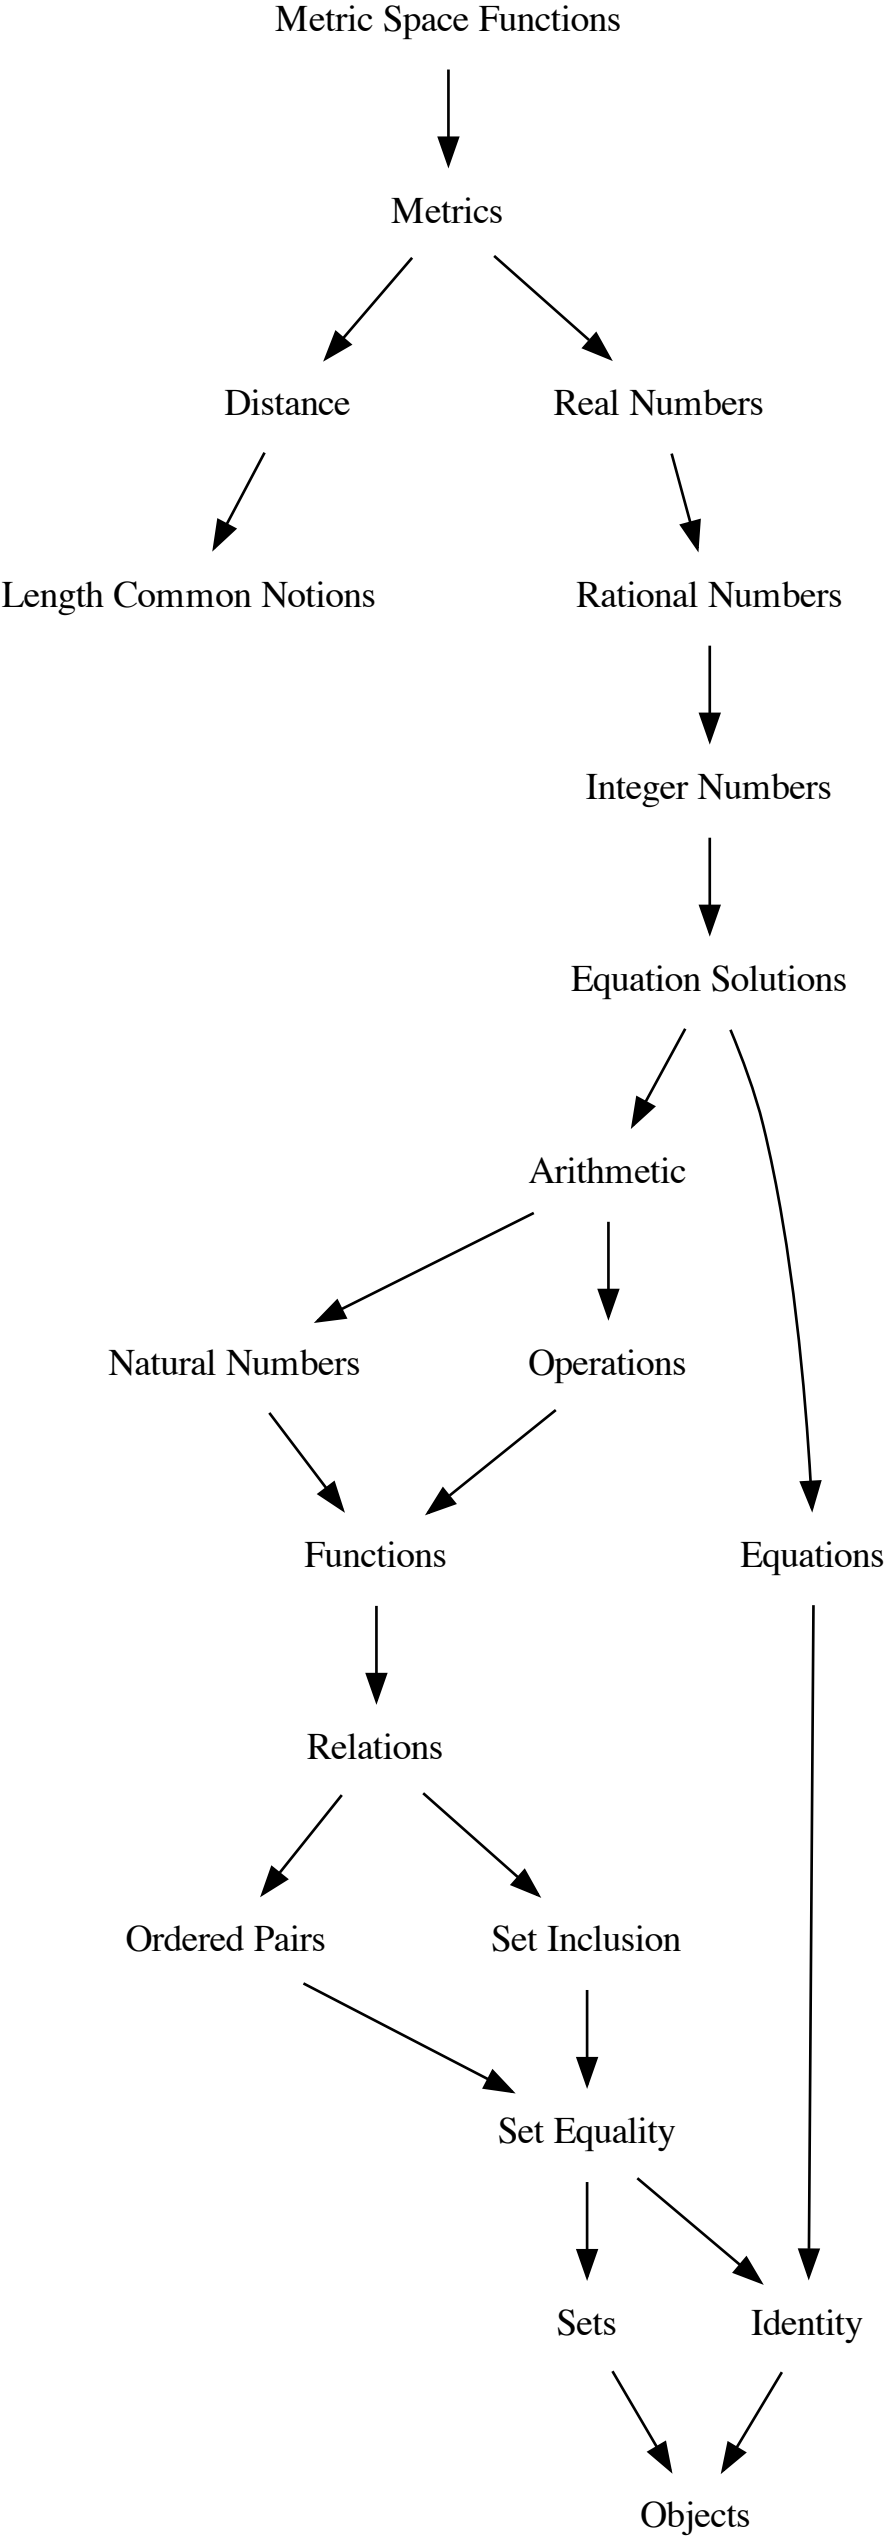 Metric Space Functions
Metrics
Distance
Real Numbers
Length Common Notions
Rational Numbers
Integer Numbers
Equation Solutions
Arithmetic
Natural Numbers
Operations
Functions
Equations
Relations
Ordered Pairs
Set Inclusion
Set Equality
Sets
Identity
Objects